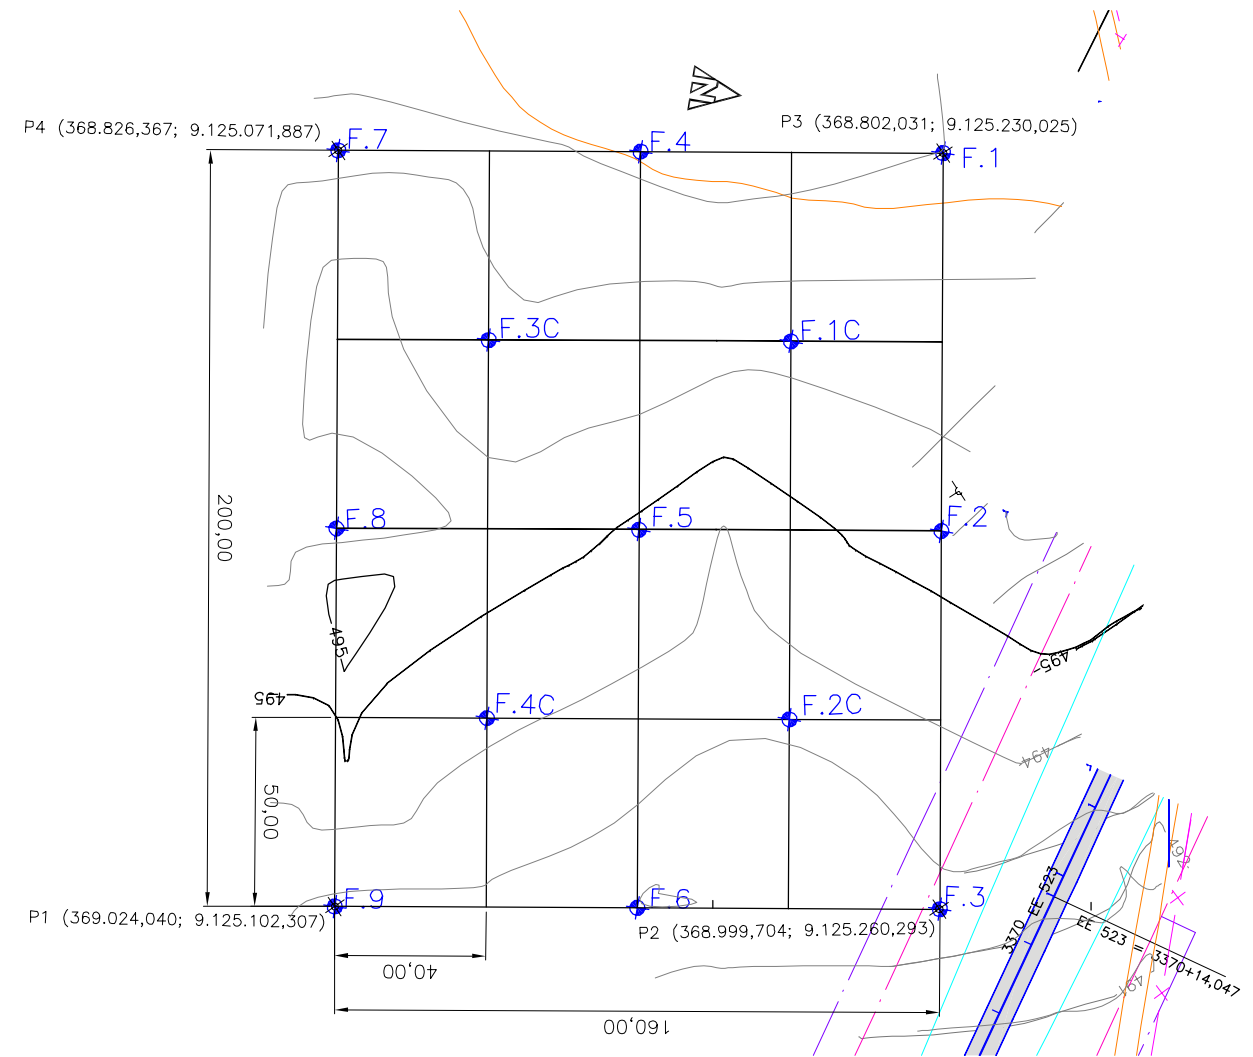 N
P4 (368.826,367; 9.125.071,887)
P3 (368.802,031; 9.125.230,025)
F.7
F.4
F.1
F.3C
F.1C
200,00
F.8
F.5
F.2
495
495
495
F.4C
F.2C
494
50,00
492
F.9
F.6
F.3
P1 (369.024,040; 9.125.102,307)
P2 (368.999,704; 9.125.260,293)
3370 EE 523
EE 523 = 3370+14,047
491
40,00
160,00